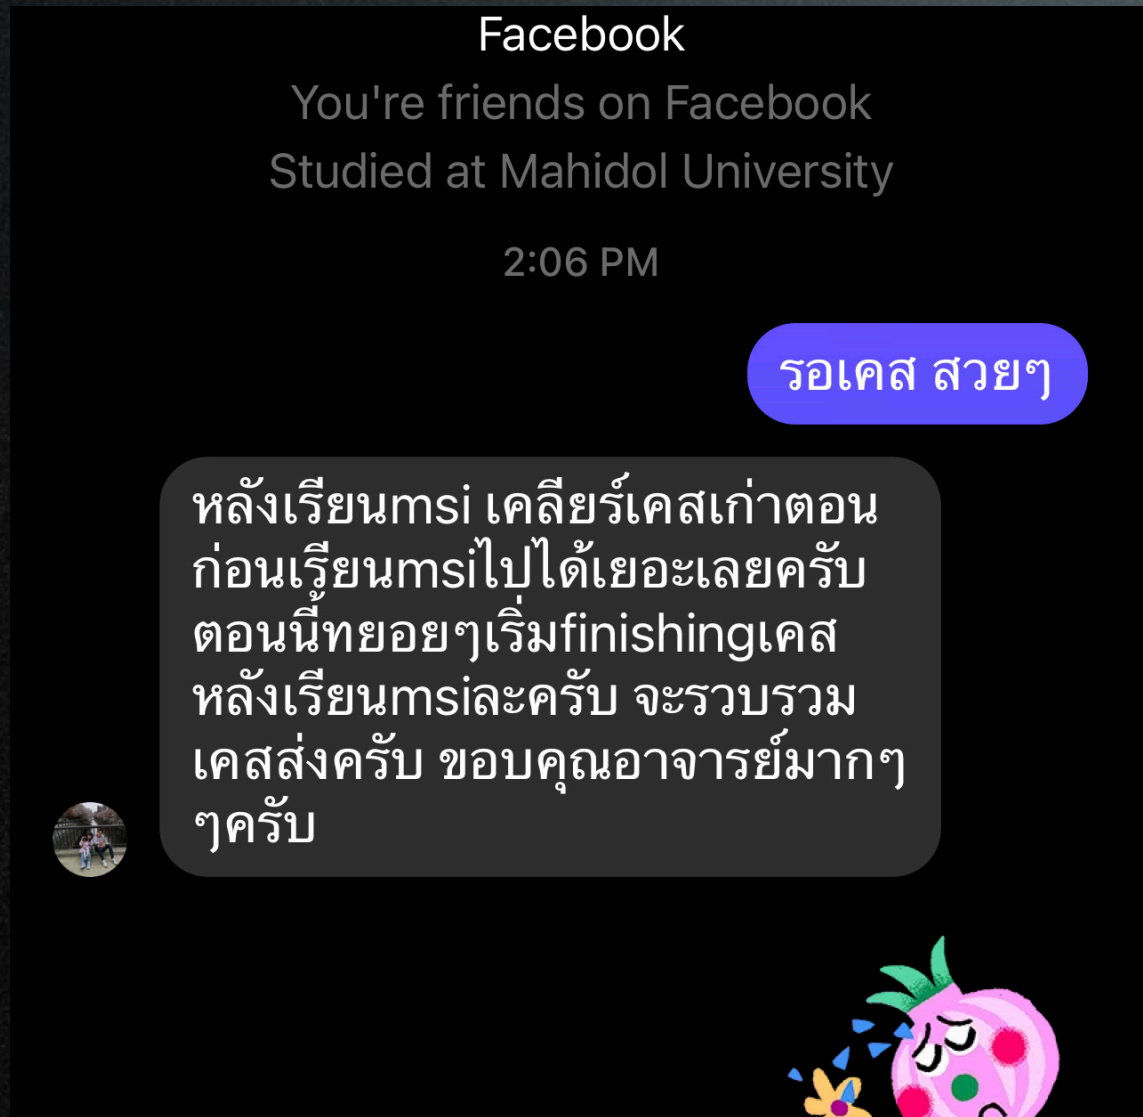 Facebook
You're friends on Facebook
Studied at Mahidol University
2:06 PM
รอเคส สวยๆ
หลังเรียนmsi เคลียร์เคสเก่าตอน
ก่อนเรียนmsiไปได้เยอะเลยครับ
ตอนนี้ทยอยๆเริ่มfinishingเคส
หลังเรียนmsiละครับ จะรวบรวม
เคสส่งครับ ขอบคุณอาจารย์มากๆ
ๆครับ